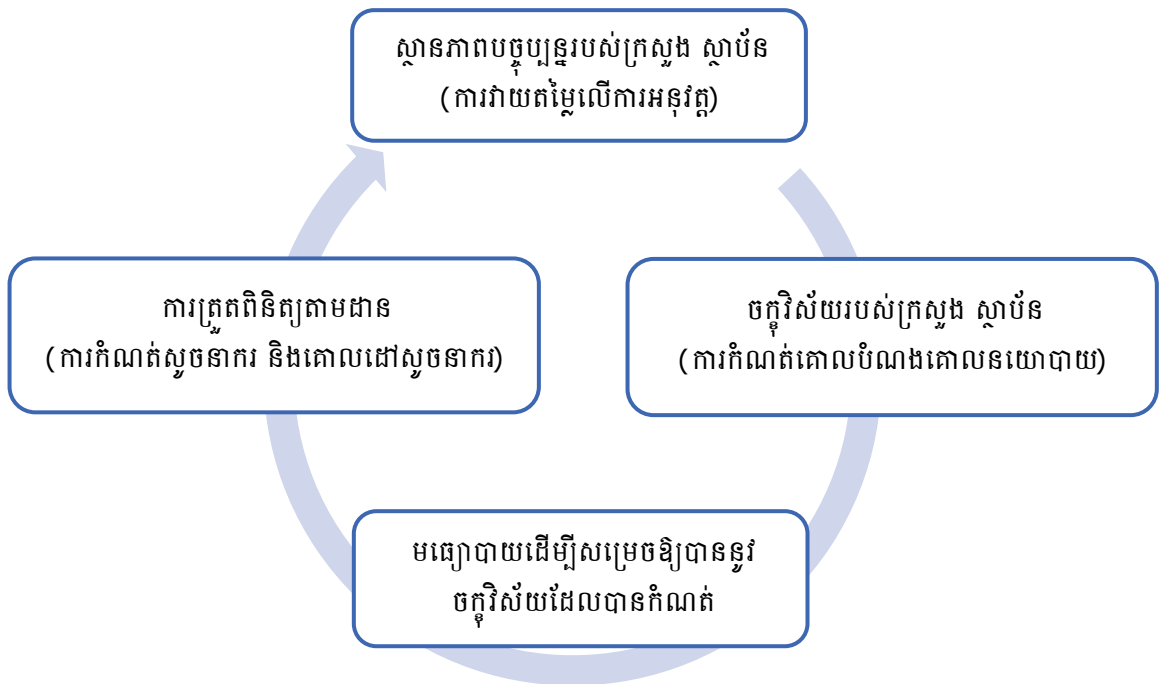 ស្ថានភាពបច្ចុប្បន្នរបស់ក្រសួង ស្ថាប័ន
(ការវាយតម្លៃលើការអនុវត្ត)
ចក្ខុវិស័យរបស់ក្រសួង ស្ថាប័ន
(ការកំណត់គោលបំណងគោលនយោបាយ)
មធ្យោបាយដើម្បីសម្រេចឱ្យបាននូវ
ចក្ខុវិស័យដែលបានកំណត់
ការត្រួតពិនិត្យតាមដាន
(ការកំណត់សូចនាករ និងគោលដៅសូចនាករ)